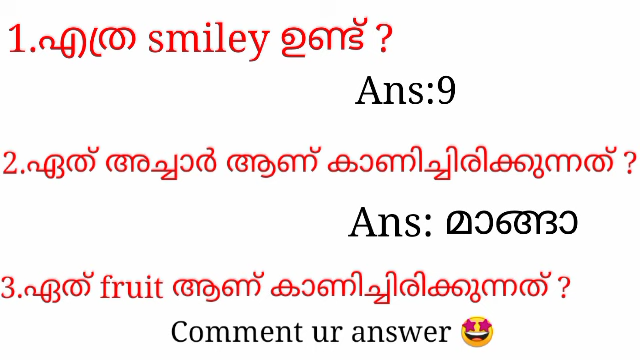 1.എത്ര smiley ഉണ്ട് ?
Ans:9
2.ഏത് അച്ചാർ ആണ് കാണിച്ചിരിക്കുന്നത് ?
Ans: മാങ്ങാ
3.ഏത് fruit ആണ് കാണിച്ചിരിക്കുന്നത് ?
Comment ur answer 🤩